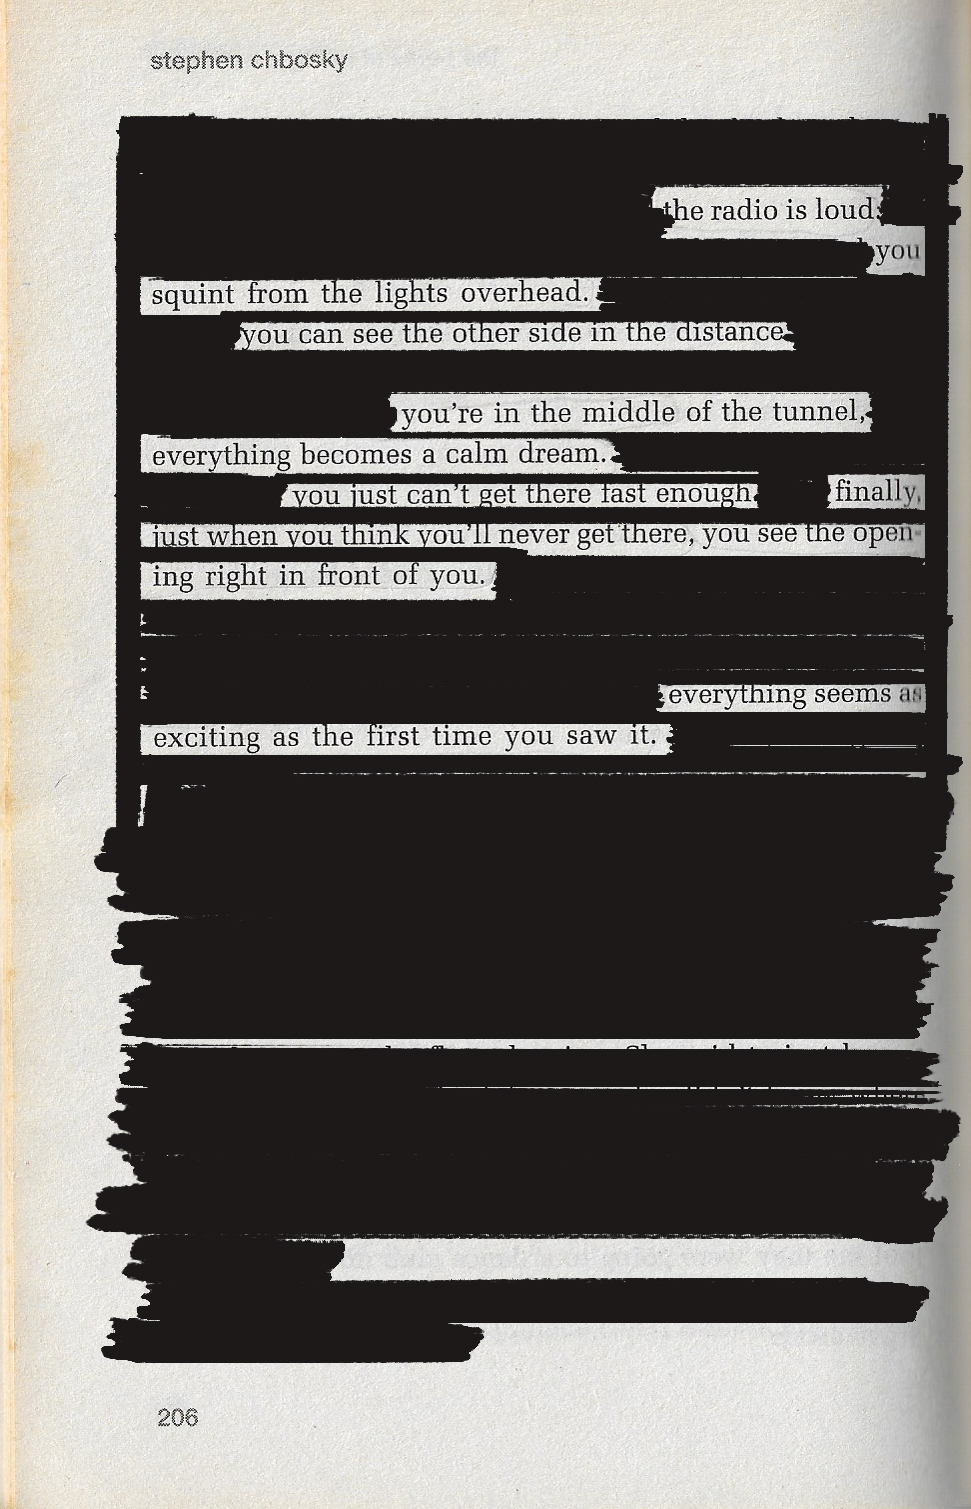 stephen chbosky
the radio is loud
you
squint from the lights overhead.
you can see the other side in the distance
you're in the middle of the tunnel,
everything becomes a calm dream.
you just can't get there fast enough. finally,
just when you think you'll never get there, you see the open-
ing right in front of you.
everything seems as
exciting as the first time you saw it.
206